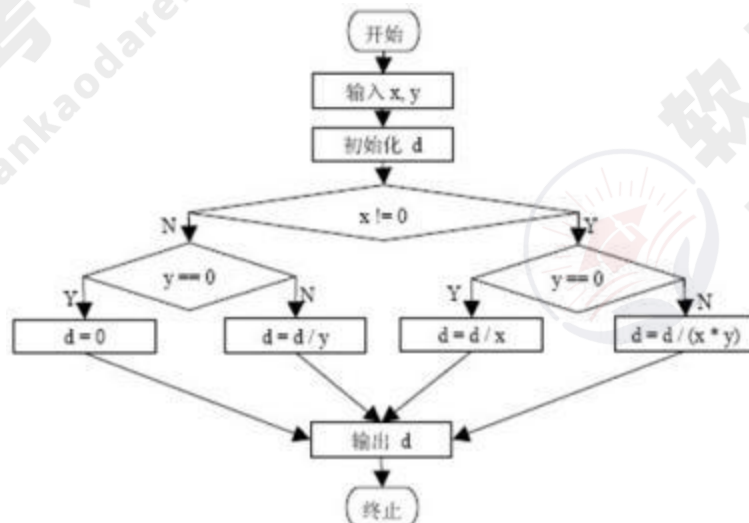 开始
输入 x, y
初始化 d
x != 0
N
Y
y == 0
y == 0
Y
N
Y
N
d = 0
d = d / y
d = d / x
d = d / (x * y)
输出 d
终止